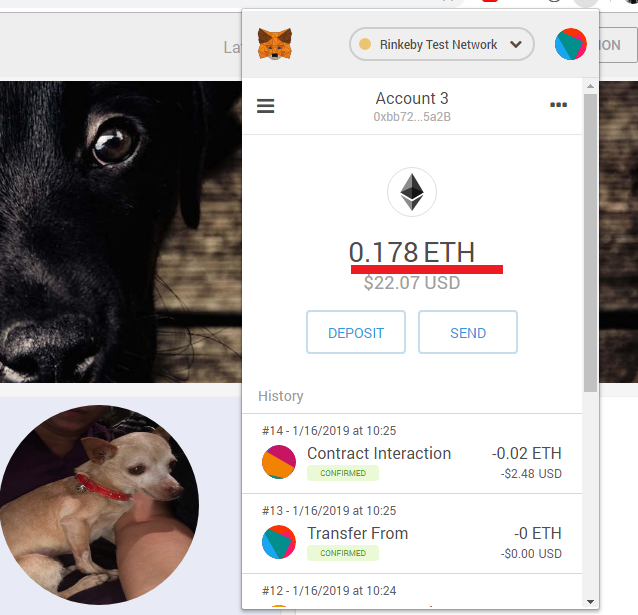 La
Rinkeby Test Network
ION
Account 3
0xbb72...5a2B
0.178 ETH
$22.07 USD
DEPOSIT
SEND
History
#14 - 1/16/2019 at 10:25
Contract Interaction
-0.02 ETH
CONFIRMED
-$2.48 USD
#13 - 1/16/2019 at 10:25
Transfer From
-0 ETH
CONFIRMED
-$0.00 USD
#12 - 1/16/2019 at 10:24